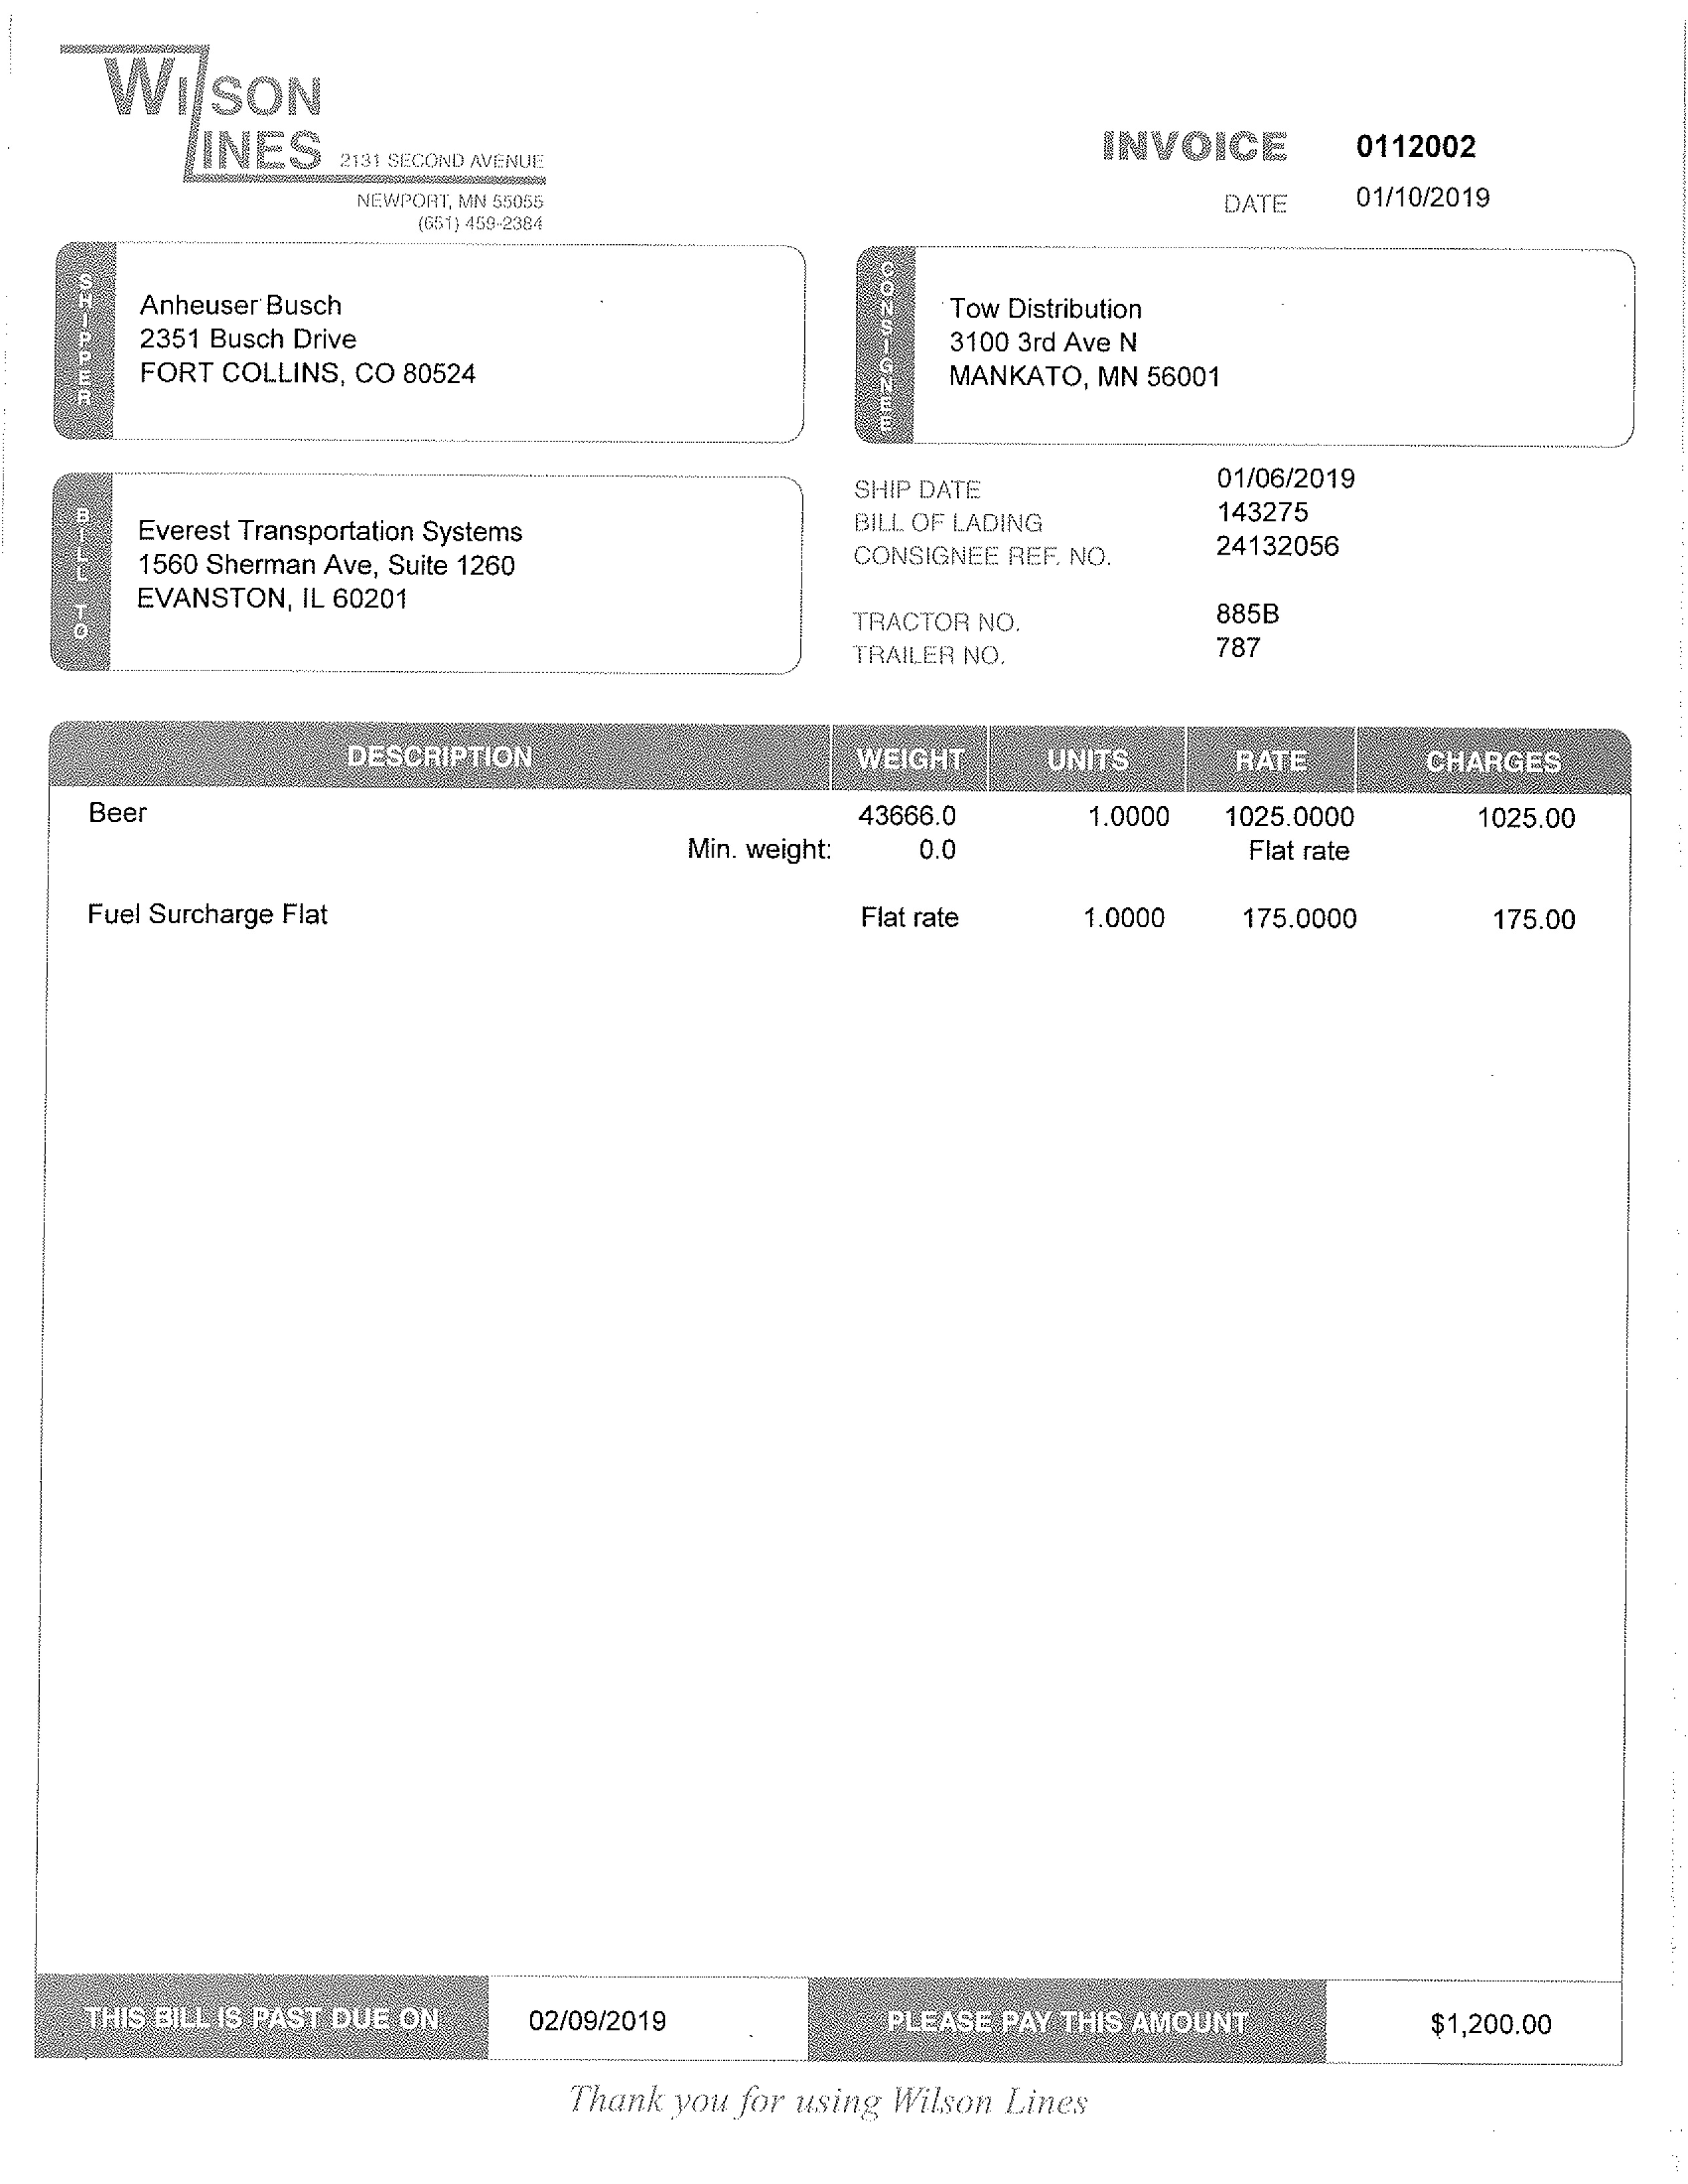 WILSON
LINES 2131 SECOND AVENUE
NEWPORT, MN 55055
(651) 459-2384
INVOICE 0112002
DATE 01/10/2019
SHIPPER
Anheuser Busch
2351 Busch Drive
FORT COLLINS, CO 80524
CONSIGNEE
Tow Distribution
3100 3rd Ave N
MANKATO, MN 56001
BILL TO
Everest Transportation Systems
1560 Sherman Ave, Suite 1260
EVANSTON, IL 60201
SHIP DATE 01/06/2019
BILL OF LADING 143275
CONSIGNEE REF. NO. 24132056
TRACTOR NO. 885B
TRAILER NO. 787
DESCRIPTION WEIGHT UNITS RATE CHARGES
Beer 43666.0 1.0000 1025.0000 1025.00
Min. weight: 0.0 Flat rate
Fuel Surcharge Flat Flat rate 1.0000 175.0000 175.00
THIS BILL IS PAST DUE ON 02/09/2019 PLEASE PAY THIS AMOUNT $1,200.00
Thank you for using Wilson Lines